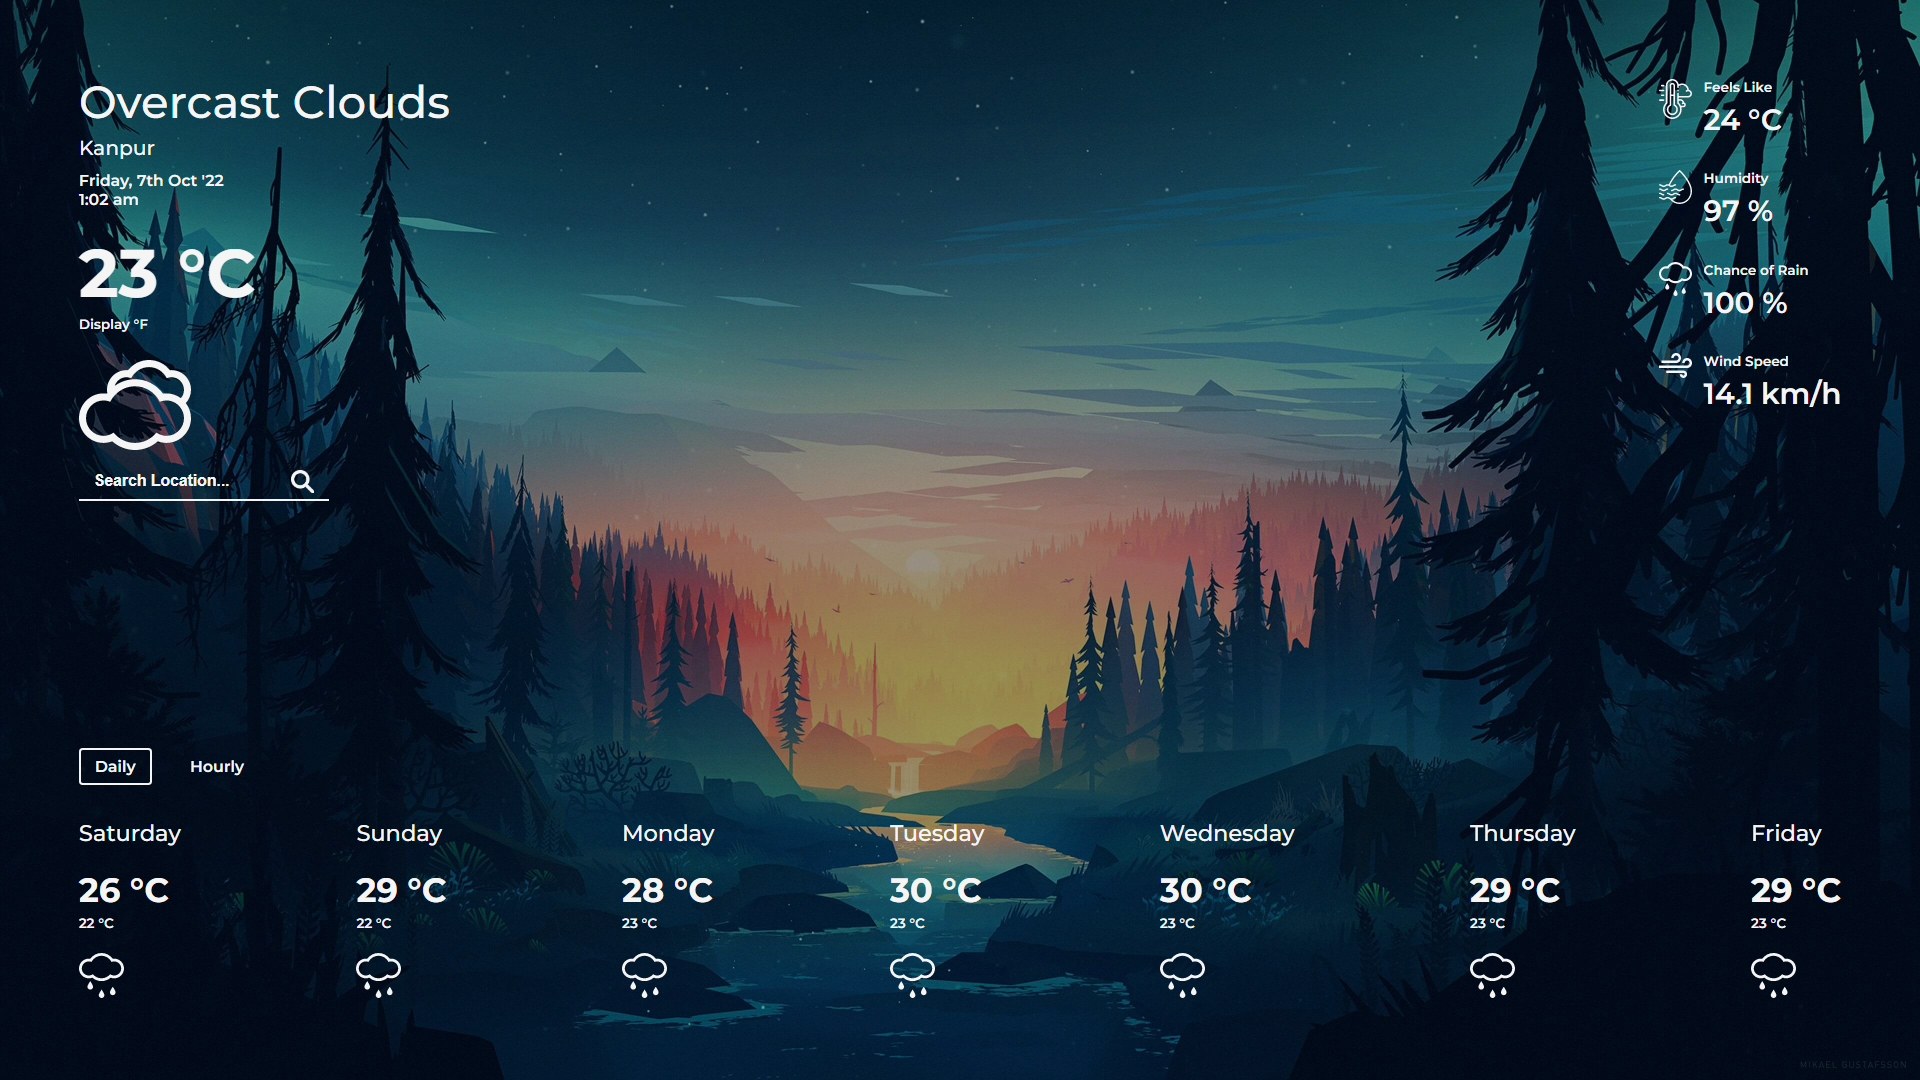 Overcast Clouds
Kanpur
Friday, 7th Oct '22
1:02 am
23 °C
Display °F
Search Location...
Feels Like
24 °C
Humidity
97 %
Chance of Rain
100 %
Wind Speed
14.1 km/h
Daily Hourly
Saturday Sunday Monday Tuesday Wednesday Thursday Friday
26 °C 29 °C 28 °C 30 °C 30 °C 29 °C 29 °C
22 °C 22 °C 23 °C 23 °C 23 °C 23 °C 23 °C
MIKAEL GUSTAFSSON